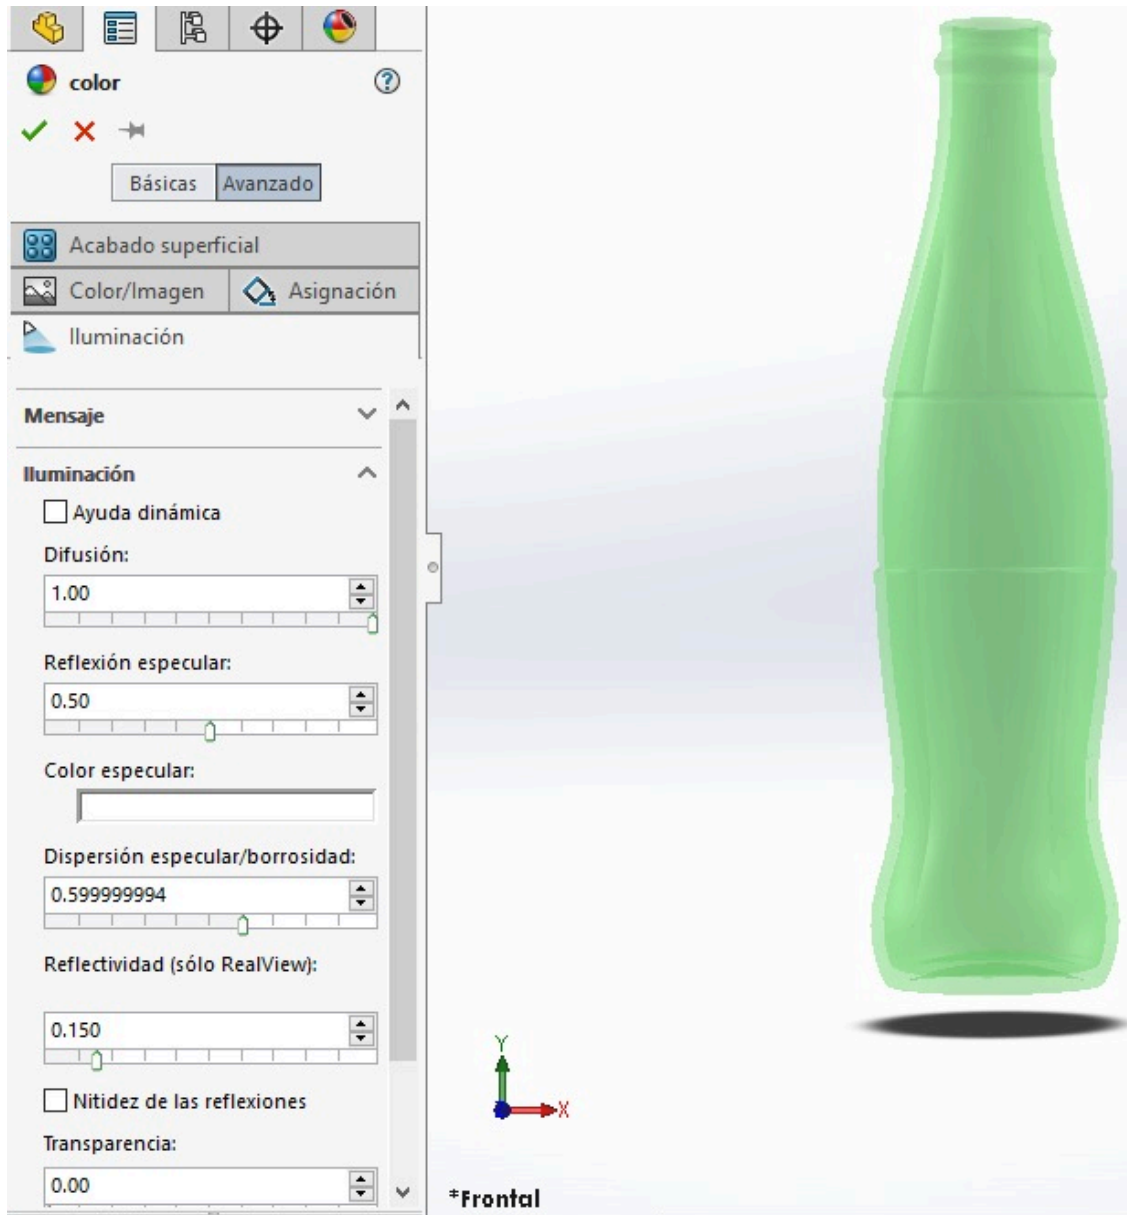 color
?
Básicas Avanzado
Acabado superficial
Color/Imagen Asignación
Iluminación
Mensaje
Iluminación
Ayuda dinámica
Difusión:
1.00
Reflexión especular:
0.50
Color especular:
Dispersión especular/borrosidad:
0.599999994
Reflectividad (sólo RealView):
0.150
Nitidez de las reflexiones
Transparencia:
0.00
Y
X
*Frontal